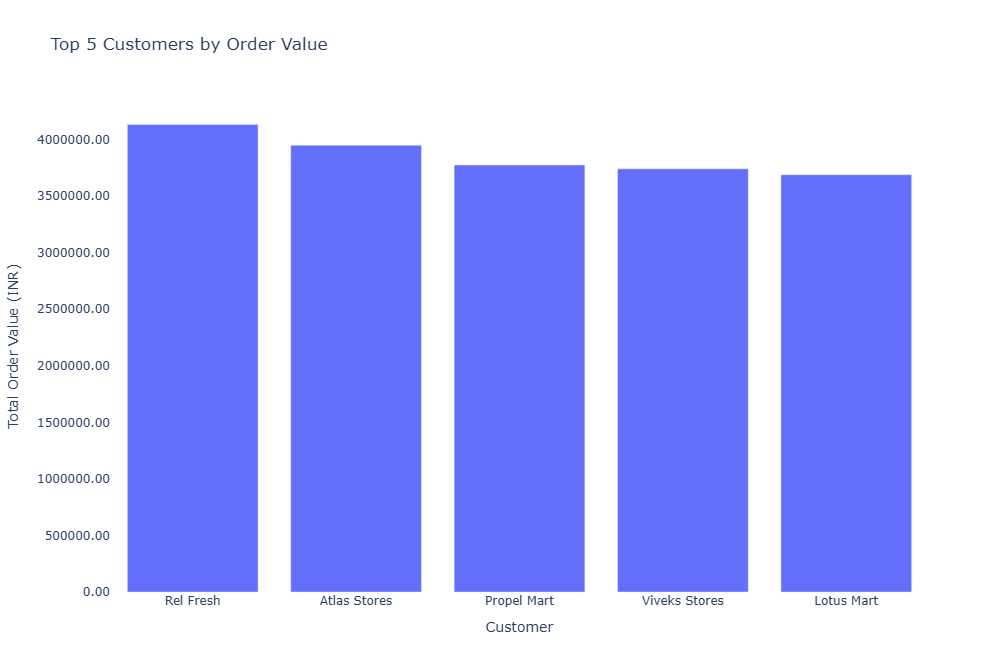 Top 5 Customers by Order Value
Total Order Value (INR)
4000000.00
3500000.00
3000000.00
2500000.00
2000000.00
1500000.00
1000000.00
500000.00
0.00
Rel Fresh
Atlas Stores
Propel Mart
Viveks Stores
Lotus Mart
Customer